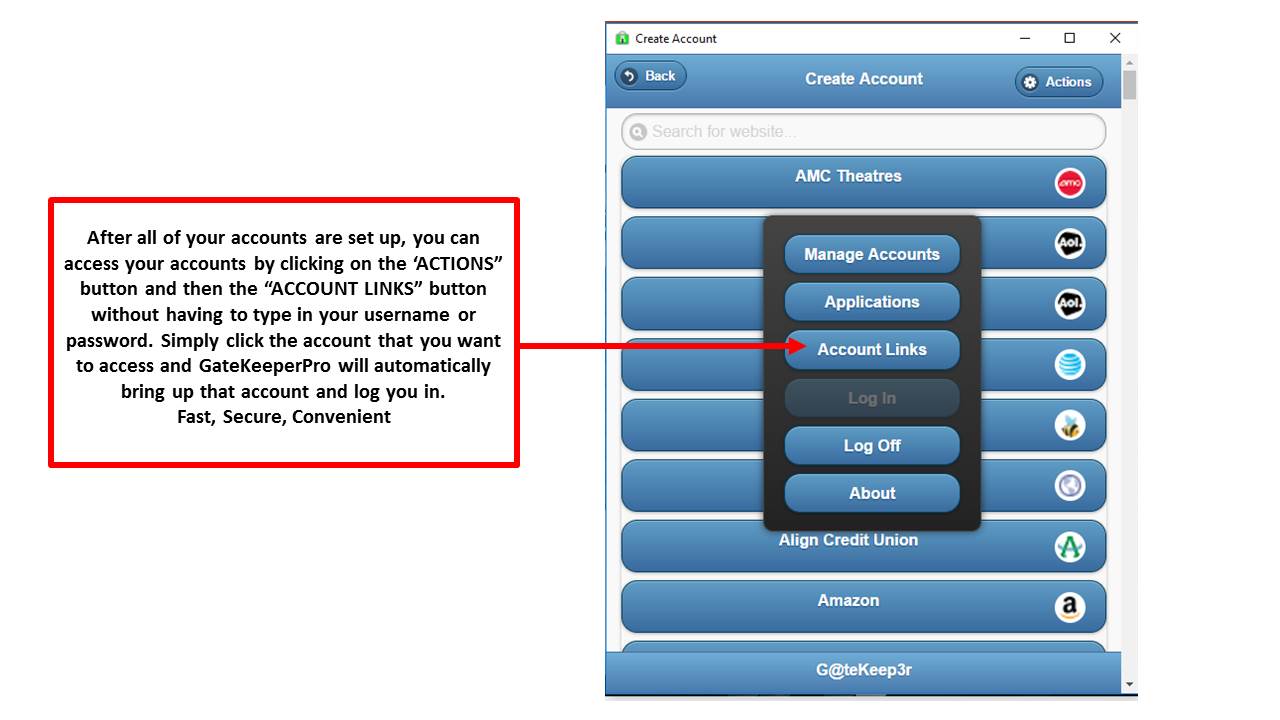 Create Account
Back
Create Account
Actions
Search for website...
AMC Theatres
amc
Aol.
Aol.
After all of your accounts are set up, you can
access your accounts by clicking on the ‘ACTIONS”
button and then the “ACCOUNT LINKS” button
without having to type in your username or
password. Simply click the account that you want
to access and GateKeeperPro will automatically
bring up that account and log you in.
Fast, Secure, Convenient
Manage Accounts
Applications
Account Links
Log In
Log Off
About
Align Credit Union
Amazon
a
G@teKeep3r